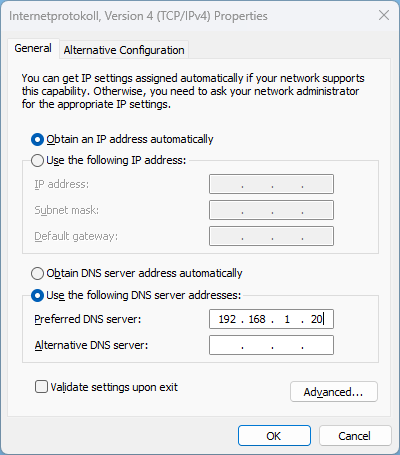 Internetprotokoll, Version 4 (TCP/IPv4) Properties
General
Alternative Configuration
You can get IP settings assigned automatically if your network supports
this capability. Otherwise, you need to ask your network administrator
for the appropriate IP settings.
Obtain an IP address automatically
Use the following IP address:
IP address: . . .
Subnet mask: . . .
Default gateway: . . .
Obtain DNS server address automatically
Use the following DNS server addresses:
Preferred DNS server: 192 . 168 . 1 . 20
Alternative DNS server: . . .
Validate settings upon exit
Advanced...
OK
Cancel